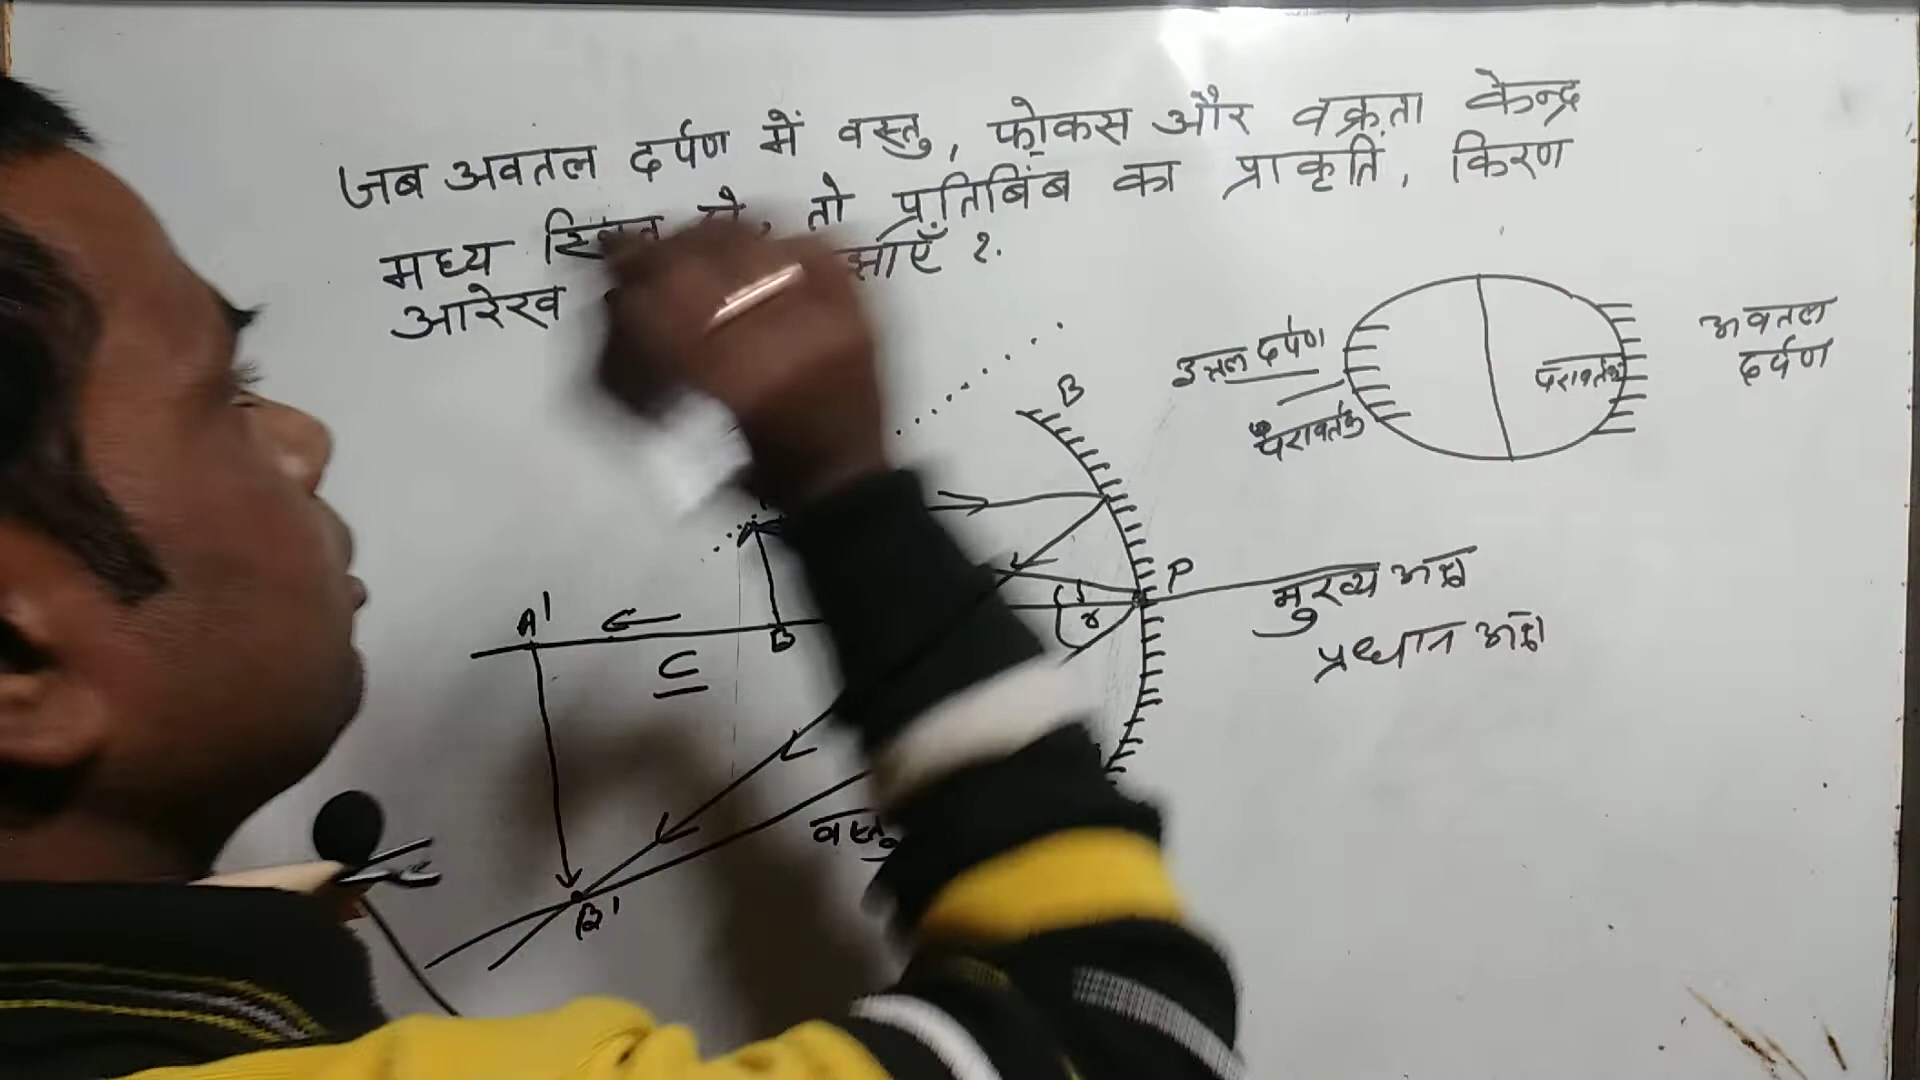 जब अवतल दर्पण में वस्तु, फोकस और वक्रता केन्द्र
मध्य तो प्रतिबिंब का प्राकृति, किरण
आरेख ?.
उत्तल दर्पण
परावर्तक
परावर्तक
अवतल
दर्पण
B
P
A'
C
B
r
मुख्य अक्ष
प्रधान अक्ष
वस्तु
B'